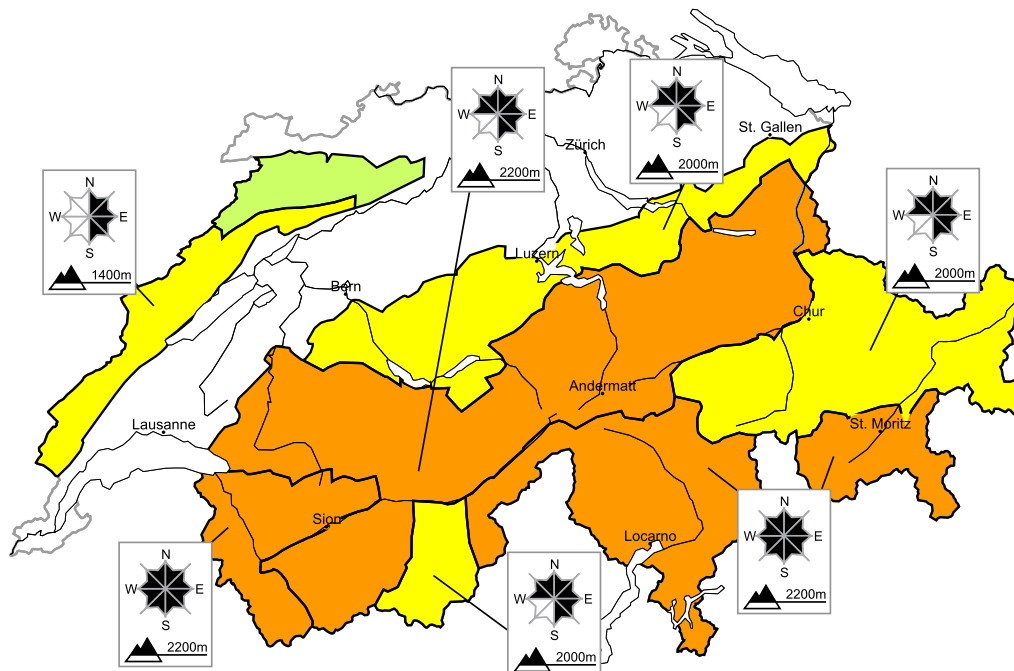 N
W E
S
2200m
N
W E
S
2000m
St. Gallen
Zürich
N
W E
S
1400m
N
W E
S
2000m
Luzern
Bern
Chur
Andermatt
Lausanne
St. Moritz
Sion
Locarno
N
W E
S
2200m
N
W E
S
2200m
N
W E
S
2000m